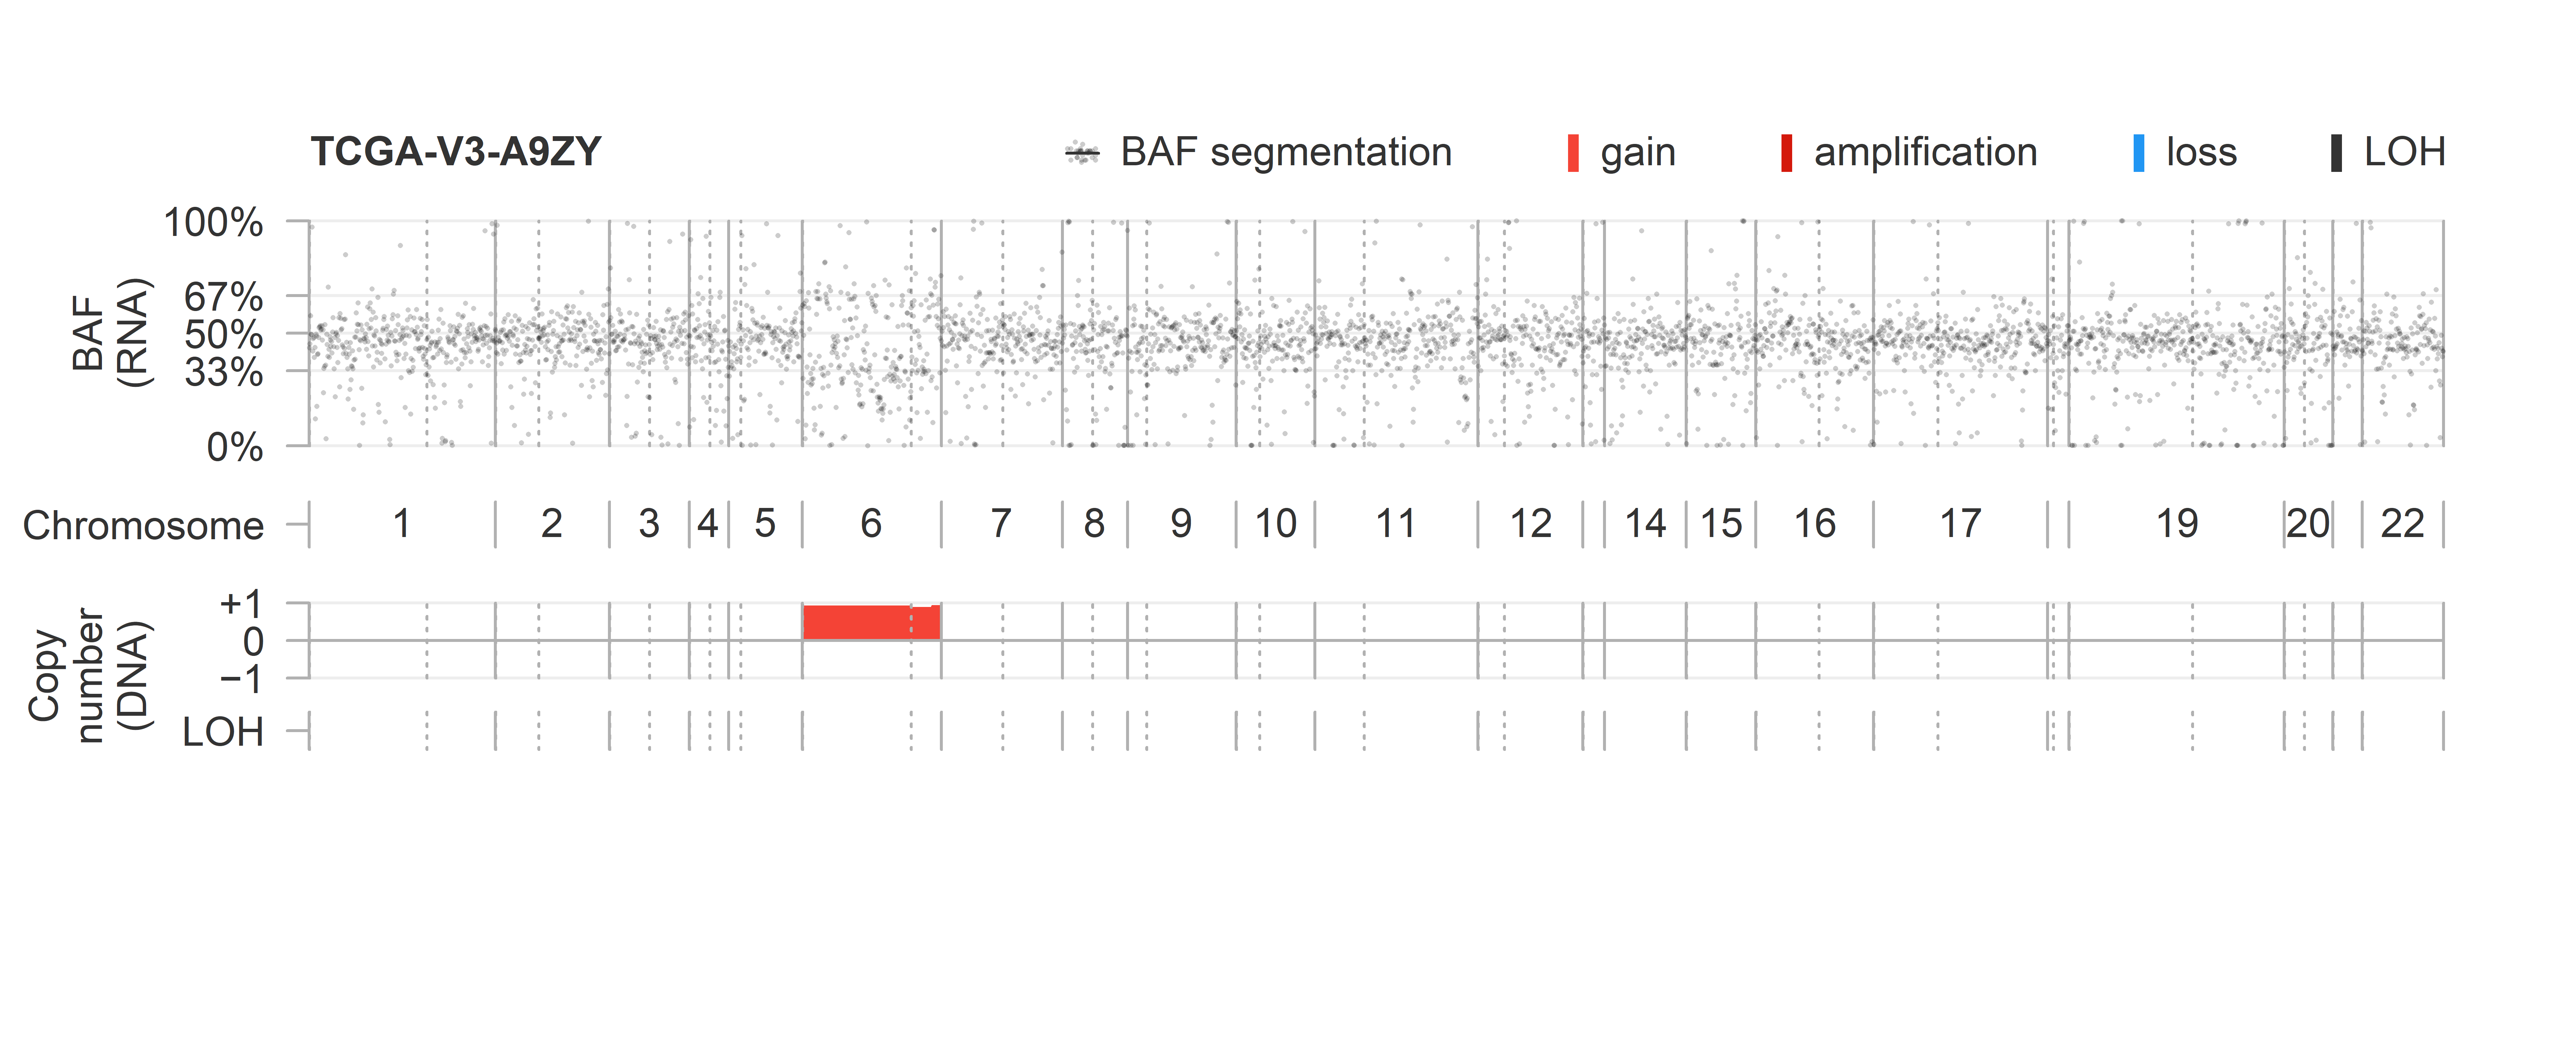 TCGA-V3-A9ZY
BAF segmentation
gain
amplification
loss
LOH
BAF
(RNA)
100%
67%
50%
33%
0%
Chromosome
1 2 3 4 5 6 7 8 9 10 11 12 14 15 16 17 19 20 22
Copy
number
(DNA)
+1
0
−1
LOH